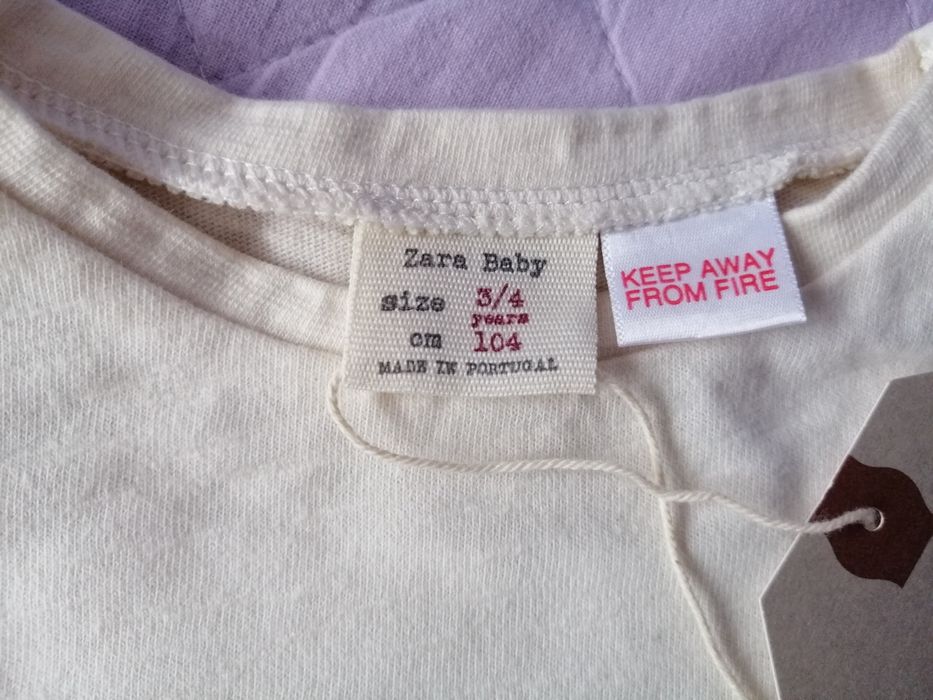 Zara Baby
size 3/4
years
cm 104
MADE IN PORTUGAL
KEEP AWAY
FROM FIRE